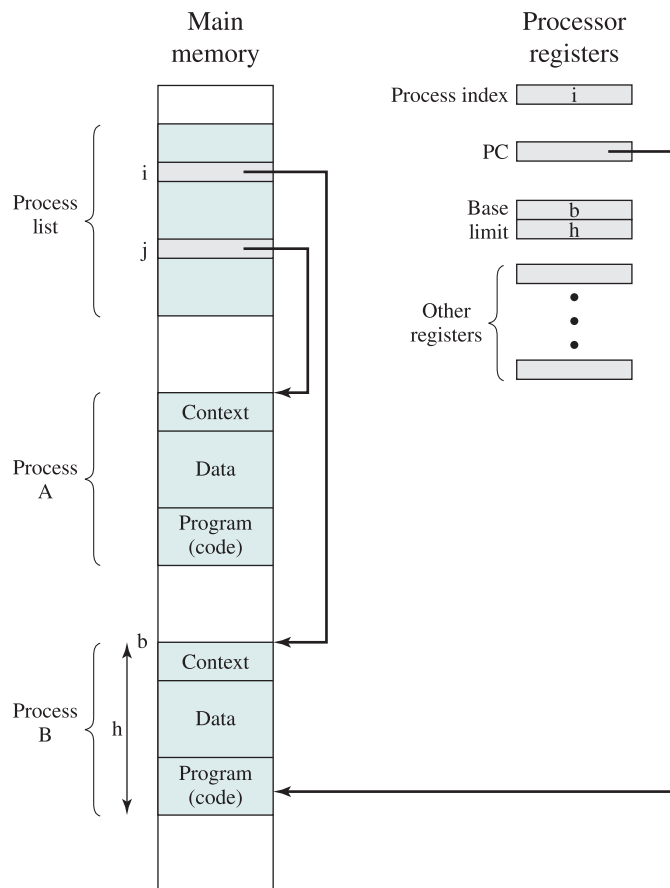 Main
memory
Processor
registers
Process index
i
PC
Base
limit
b
h
Other
registers
Process
list
i
j
Process
A
Context
Data
Program
(code)
Process
B
b
h
Context
Data
Program
(code)